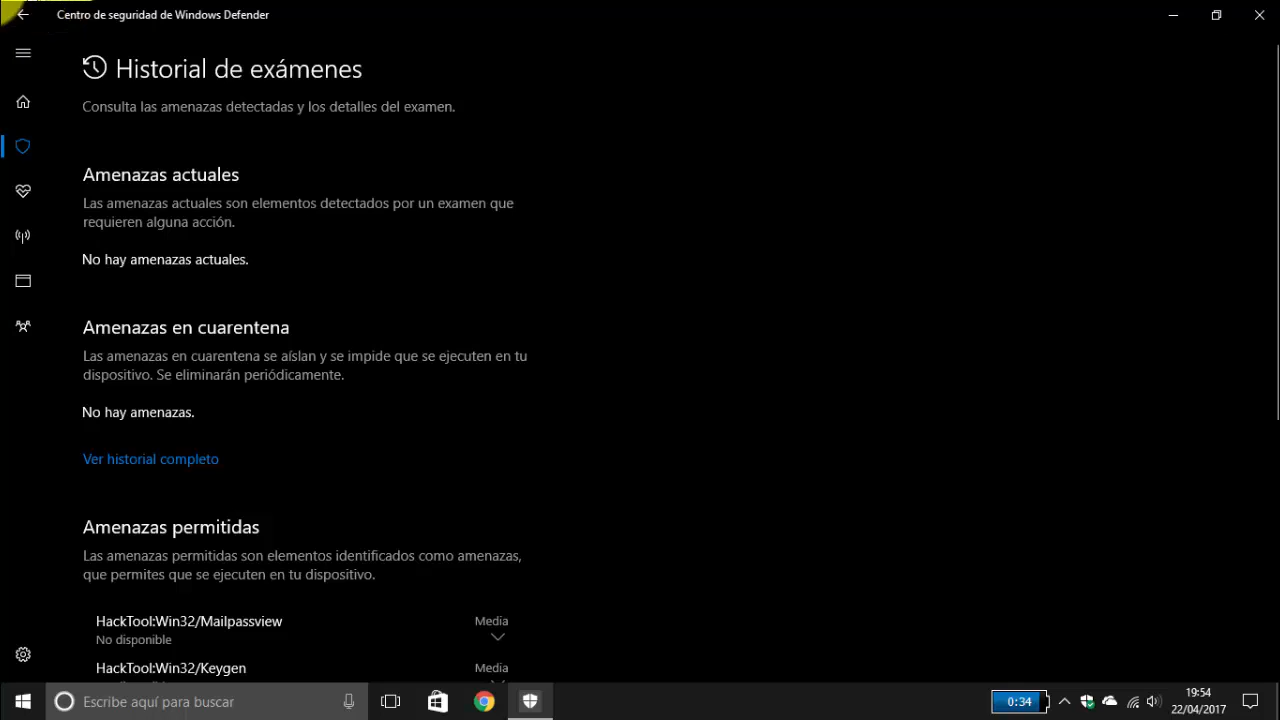 Centro de seguridad de Windows Defender
Historial de exámenes
Consulta las amenazas detectadas y los detalles del examen.
Amenazas actuales
Las amenazas actuales son elementos detectados por un examen que
requieren alguna acción.
No hay amenazas actuales.
Amenazas en cuarentena
Las amenazas en cuarentena se aíslan y se impide que se ejecuten en tu
dispositivo. Se eliminarán periódicamente.
No hay amenazas.
Ver historial completo
Amenazas permitidas
Las amenazas permitidas son elementos identificados como amenazas,
que permites que se ejecuten en tu dispositivo.
HackTool:Win32/Mailpassview Media
No disponible
HackTool:Win32/Keygen Media
Escribe aquí para buscar
0:34
19:54
22/04/2017